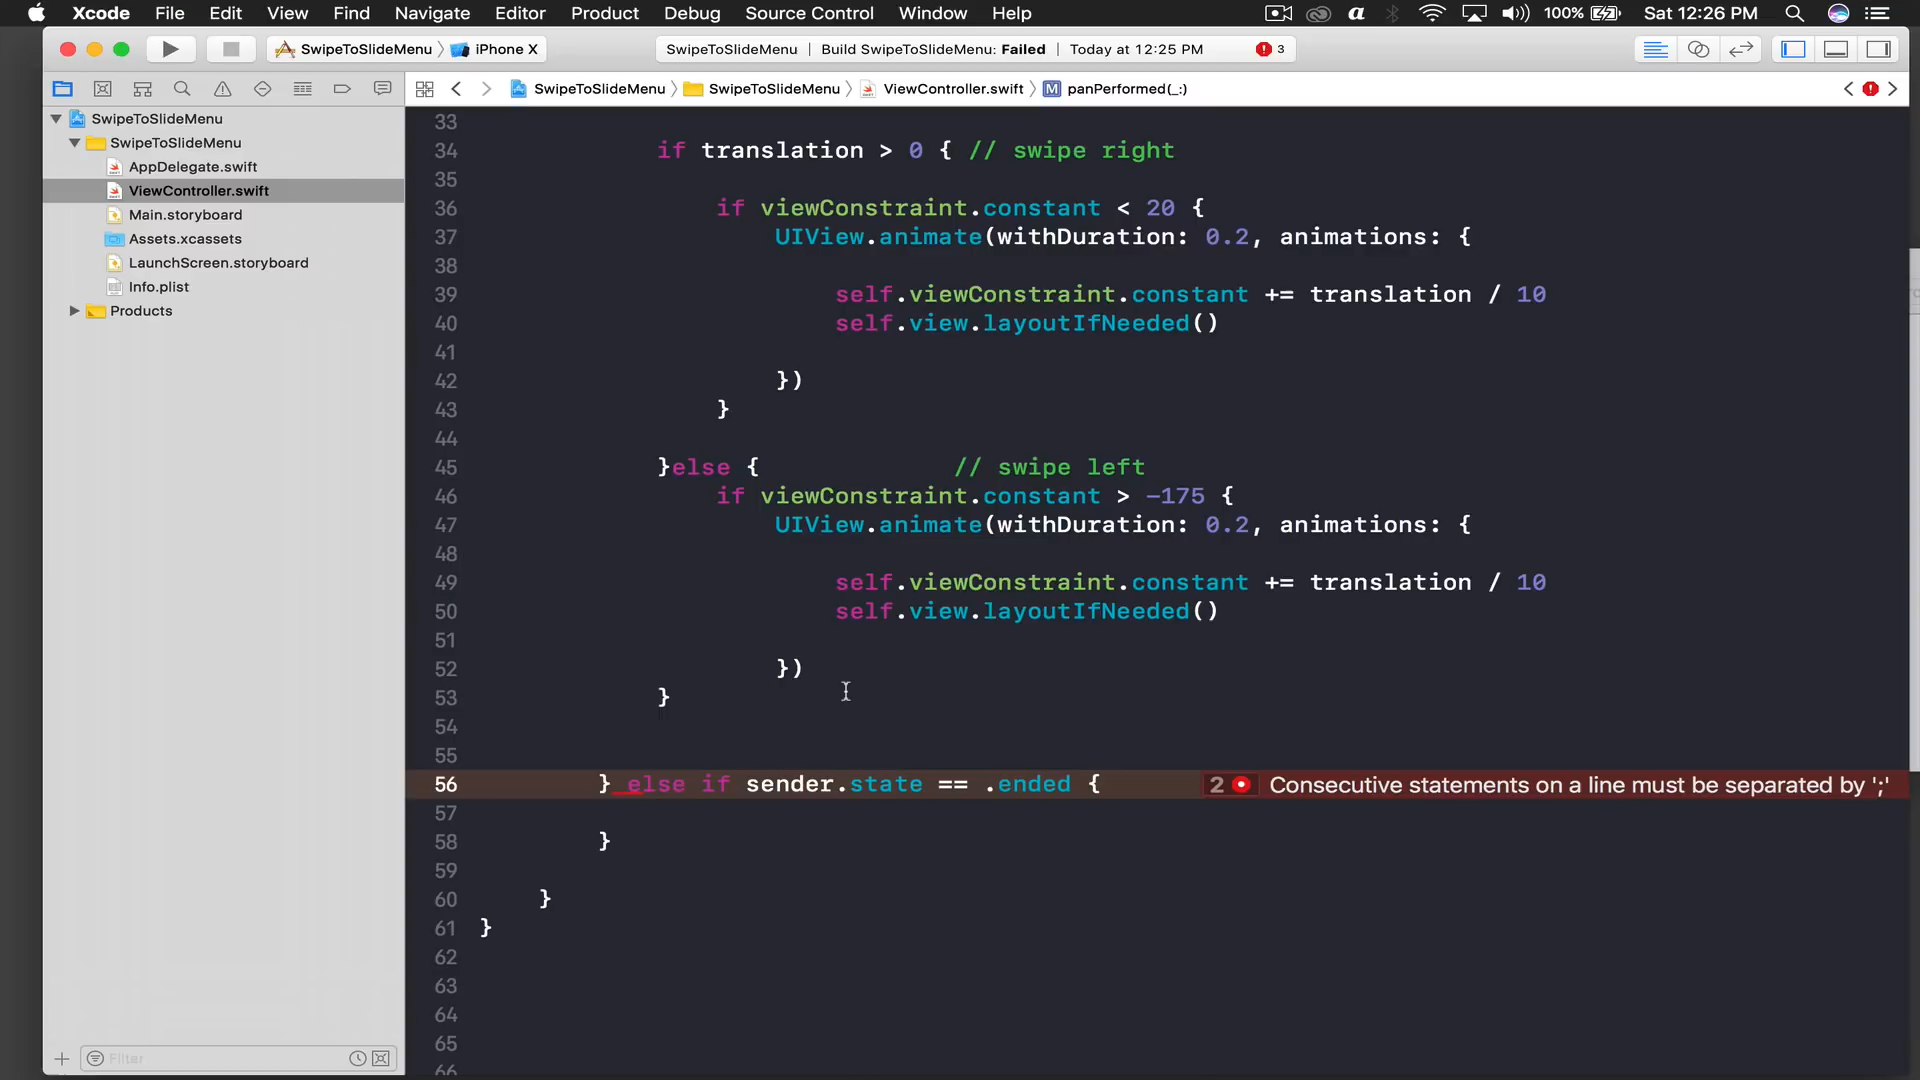 Xcode File Edit View Find Navigate Editor Product Debug Source Control Window Help 100% Sat 12:26 PM
SwipeToSlideMenu iPhone X SwipeToSlideMenu Build SwipeToSlideMenu: Failed Today at 12:25 PM 3
SwipeToSlideMenu SwipeToSlideMenu ViewController.swift M panPerformed(_:)
SwipeToSlideMenu
SwipeToSlideMenu
AppDelegate.swift
ViewController.swift
Main.storyboard
Assets.xcassets
LaunchScreen.storyboard
Info.plist
Products
Filter
33
34 if translation > 0 { // swipe right
35
36 if viewConstraint.constant < 20 {
37 UIView.animate(withDuration: 0.2, animations: {
38
39 self.viewConstraint.constant += translation / 10
40 self.view.layoutIfNeeded()
41
42 })
43 }
44
45 }else { // swipe left
46 if viewConstraint.constant > -175 {
47 UIView.animate(withDuration: 0.2, animations: {
48
49 self.viewConstraint.constant += translation / 10
50 self.view.layoutIfNeeded()
51
52 })
53 }
54
55
56 } else if sender.state == .ended { 2 Consecutive statements on a line must be separated by ';'
57
58 }
59
60 }
61 }
62
63
64
65
66